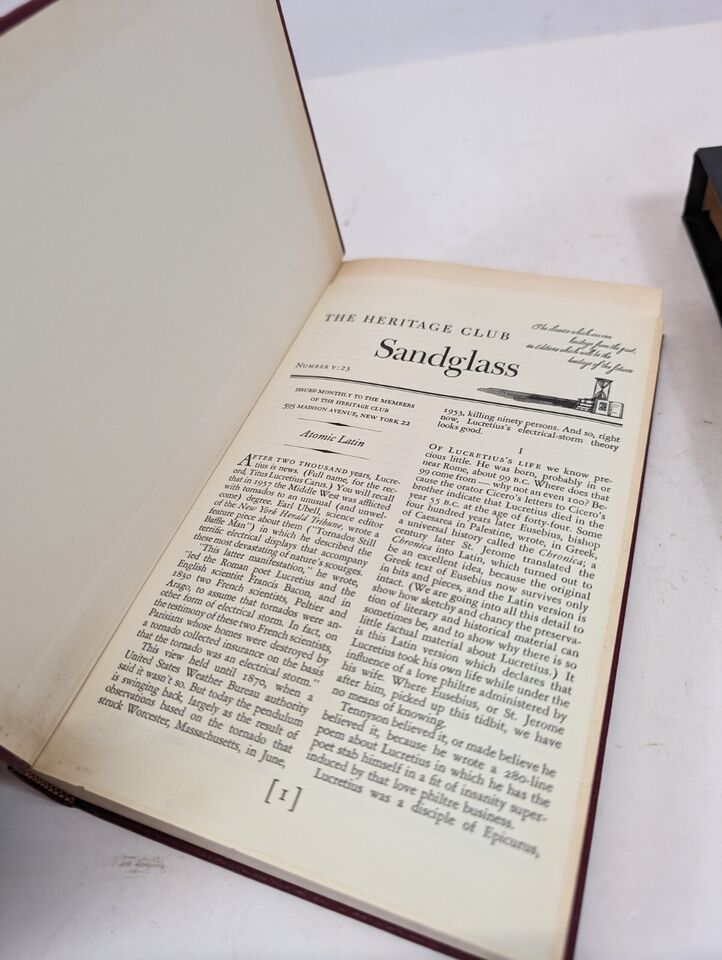 THE HERITAGE CLUB
Sandglass
The classics which are our
heritage from the past,
in Editions which will be the
heritage of the future
NUMBER V:23
ISSUED MONTHLY TO THE MEMBERS
OF THE HERITAGE CLUB
595 MADISON AVENUE, NEW YORK 22
Atomic Latin
AFTER TWO THOUSAND years, Lucre-
tius is news. (Full name, for the rec-
ord, Titus Lucretius Carus.) You will recall
that in 1957 the Middle West was afflicted
with tornados to an unusual (and unwel-
come) degree. Earl Ubell, science editor
of the New York Herald Tribune, wrote a
feature piece about them ("Tornados Still
Baffle Man") in which he described the
terrific electrical displays that accompany
these most devastating of nature's scourges.
"This latter manifestation," he wrote,
"led the Roman poet Lucretius and the
English scientist Francis Bacon, and in
1830 two French scientists, Peltier and
Arago, to assume that tornados were an-
other form of electrical storm. In fact, on
the testimony of these two French scientists,
Parisians whose homes were destroyed by
a tornado collected insurance on the basis
that the tornado was an electrical storm."
This view held until 1870, when a
United States Weather Bureau authority
said it wasn't so. But today the pendulum
is swinging back, largely as the result of
observations based on the tornado that
struck Worcester, Massachusetts, in June,
1953, killing ninety persons. And so, right
now, Lucretius's electrical-storm theory
looks good.
I
OF LUCRETIUS'S LIFE we know pre-
cious little. He was born, probably in or
near Rome, about 99 B.C. Where does that
99 come from—why not an even 100? Be-
cause the orator Cicero's letters to Cicero's
brother indicate that Lucretius died in the
year 55 B.C. at the age of forty-four. Some
four hundred years later Eusebius, bishop
of Caesarea in Palestine, wrote, in Greek,
a universal history called the Chronica; a
century later St. Jerome translated the
Chronica into Latin, which turned out to
be an excellent idea, because the original
Greek text of Eusebius now survives only
in bits and pieces, and the Latin version is
intact. (We are going into all this detail to
show how sketchy and chancy the preserva-
tion of literary and historical material can
sometimes be, and to show why there is so
little factual material about Lucretius.) It
is this Latin version which declares that
Lucretius took his own life while under the
influence of a love philtre administered by
his wife. Where Eusebius, or St. Jerome
after him, picked up this tidbit, we have
no means of knowing.
Tennyson believed it, or made believe he
believed it, because he wrote a 280-line
poem about Lucretius in which he has the
poet stab himself in a fit of insanity super-
induced by that love philtre business.
Lucretius was a disciple of Epicurus,
[1]